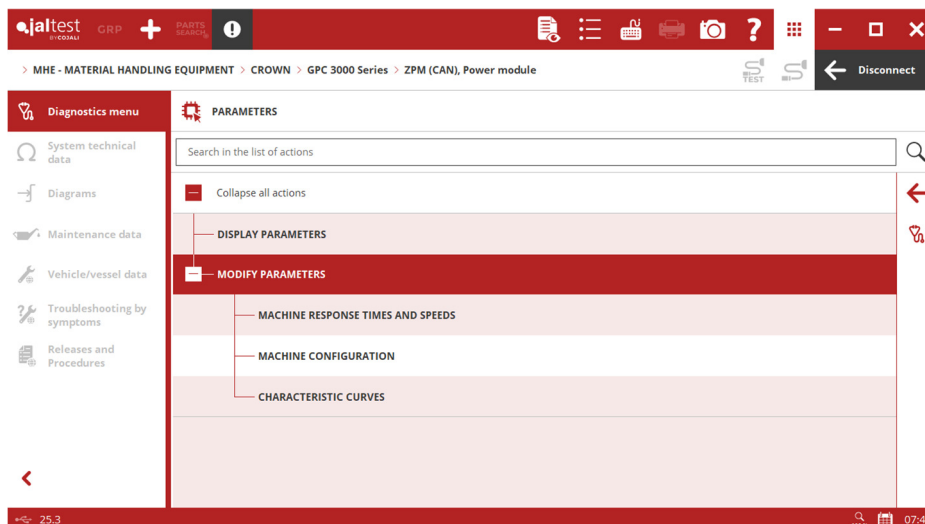 jaltest
BY COJALI
GRP
PARTS
SEARCH
> MHE - MATERIAL HANDLING EQUIPMENT > CROWN > GPC 3000 Series > ZPM (CAN), Power module
TEST
Disconnect
Diagnostics menu
PARAMETERS
System technical
data
Search in the list of actions
Diagrams
Collapse all actions
Maintenance data
DISPLAY PARAMETERS
Vehicle/vessel data
MODIFY PARAMETERS
Troubleshooting by
symptoms
MACHINE RESPONSE TIMES AND SPEEDS
Releases and
Procedures
MACHINE CONFIGURATION
CHARACTERISTIC CURVES
25.3
07:4